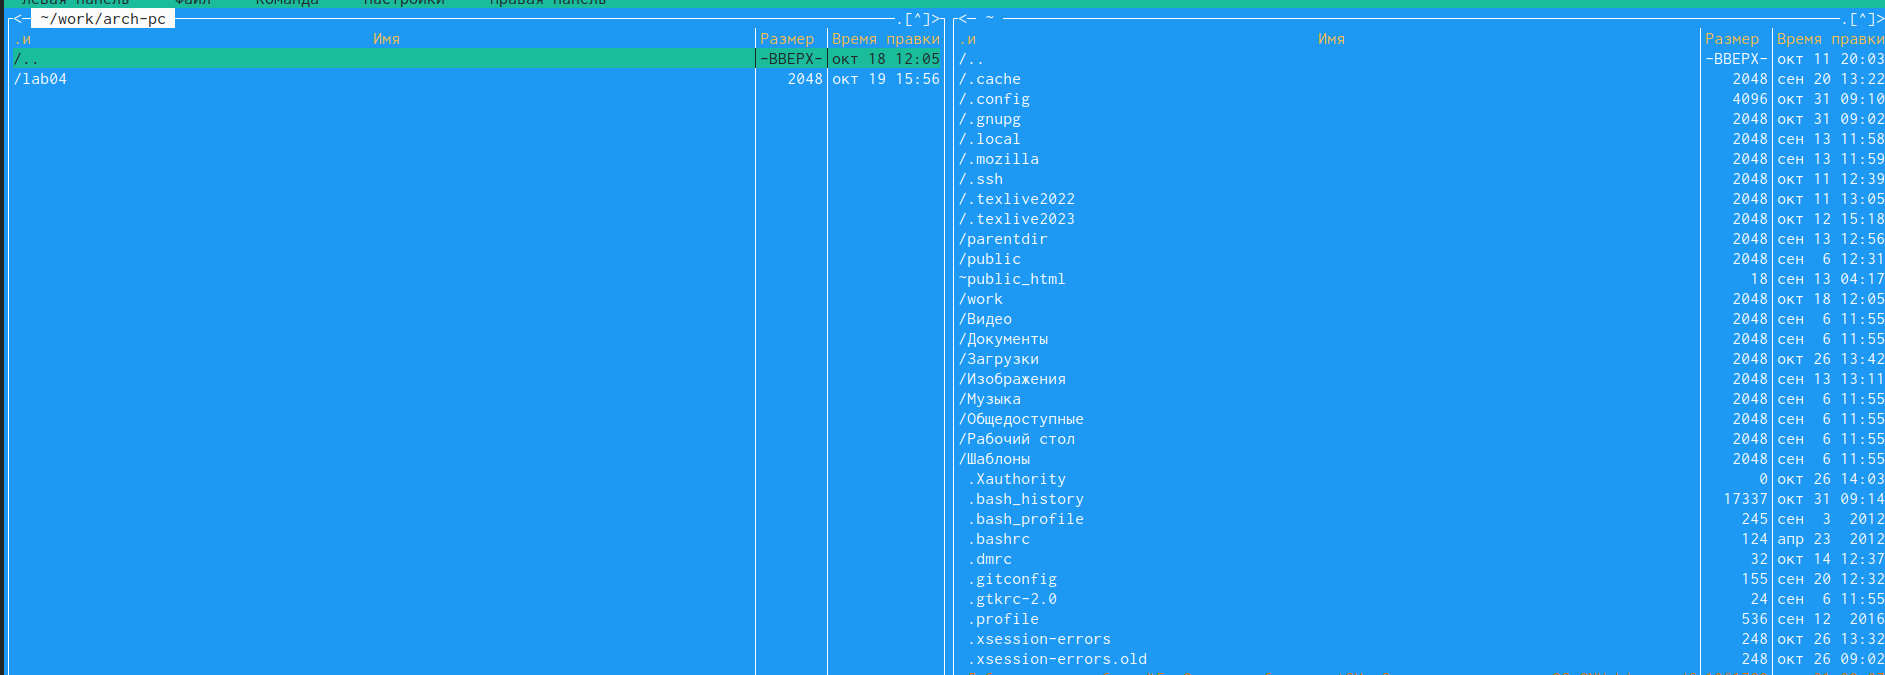 левая панель Файл Команда Настройки Правая панель
<─ ~/work/arch-pc .[^]>
.и Имя Размер Время правки
/.. -ВВЕРХ- окт 18 12:05
/lab04 2048 окт 19 15:56
<─ ~ .[^]>
.и Имя Размер Время правки
/.. -ВВЕРХ- окт 11 20:03
/.cache 2048 сен 20 13:22
/.config 4096 окт 31 09:10
/.gnupg 2048 окт 31 09:02
/.local 2048 сен 13 11:58
/.mozilla 2048 сен 13 11:59
/.ssh 2048 окт 11 12:39
/.texlive2022 2048 окт 11 13:05
/.texlive2023 2048 окт 12 15:18
/parentdir 2048 сен 13 12:56
/public 2048 сен 6 12:31
~public_html 18 сен 13 04:17
/work 2048 окт 18 12:05
/Видео 2048 сен 6 11:55
/Документы 2048 сен 6 11:55
/Загрузки 2048 окт 26 13:42
/Изображения 2048 сен 13 13:11
/Музыка 2048 сен 6 11:55
/Общедоступные 2048 сен 6 11:55
/Рабочий стол 2048 сен 6 11:55
/Шаблоны 2048 сен 6 11:55
.Xauthority 0 окт 26 14:03
.bash_history 17337 окт 31 09:14
.bash_profile 245 сен 3 2012
.bashrc 124 апр 23 2012
.dmrc 32 окт 14 12:37
.gitconfig 155 сен 20 12:32
.gtkrc-2.0 24 сен 6 11:55
.profile 536 сен 12 2016
.xsession-errors 248 окт 26 13:32
.xsession-errors.old 248 окт 26 09:02